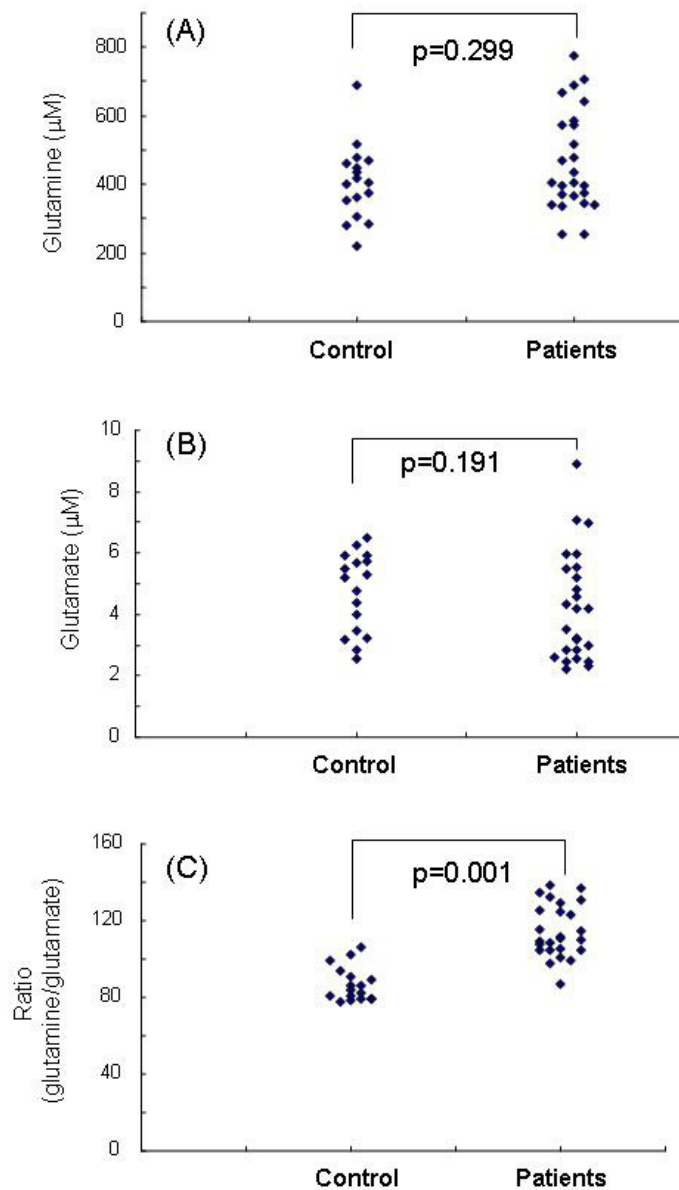 (A)
p=0.299
800
600
400
200
0
Glutamine (μM)
Control Patients
(B)
p=0.191
10
8
6
4
2
0
Glutamate (μM)
Control Patients
(C)
p=0.001
160
120
80
40
0
Ratio
(glutamine/glutamate)
Control Patients